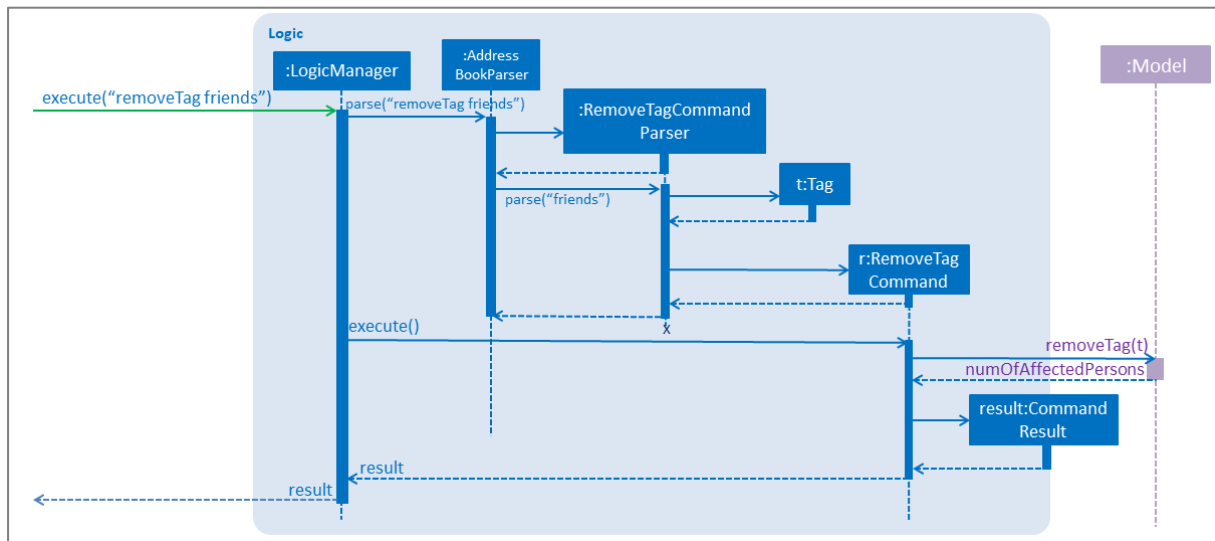 Logic
:LogicManager
:Address
BookParser
:Model
execute(“removeTag friends”)
parse(“removeTag friends”)
:RemoveTagCommand
Parser
t:Tag
parse(“friends”)
r:RemoveTag
Command
x
execute()
removeTag(t)
numOfAffectedPersons
result:Command
Result
result
result